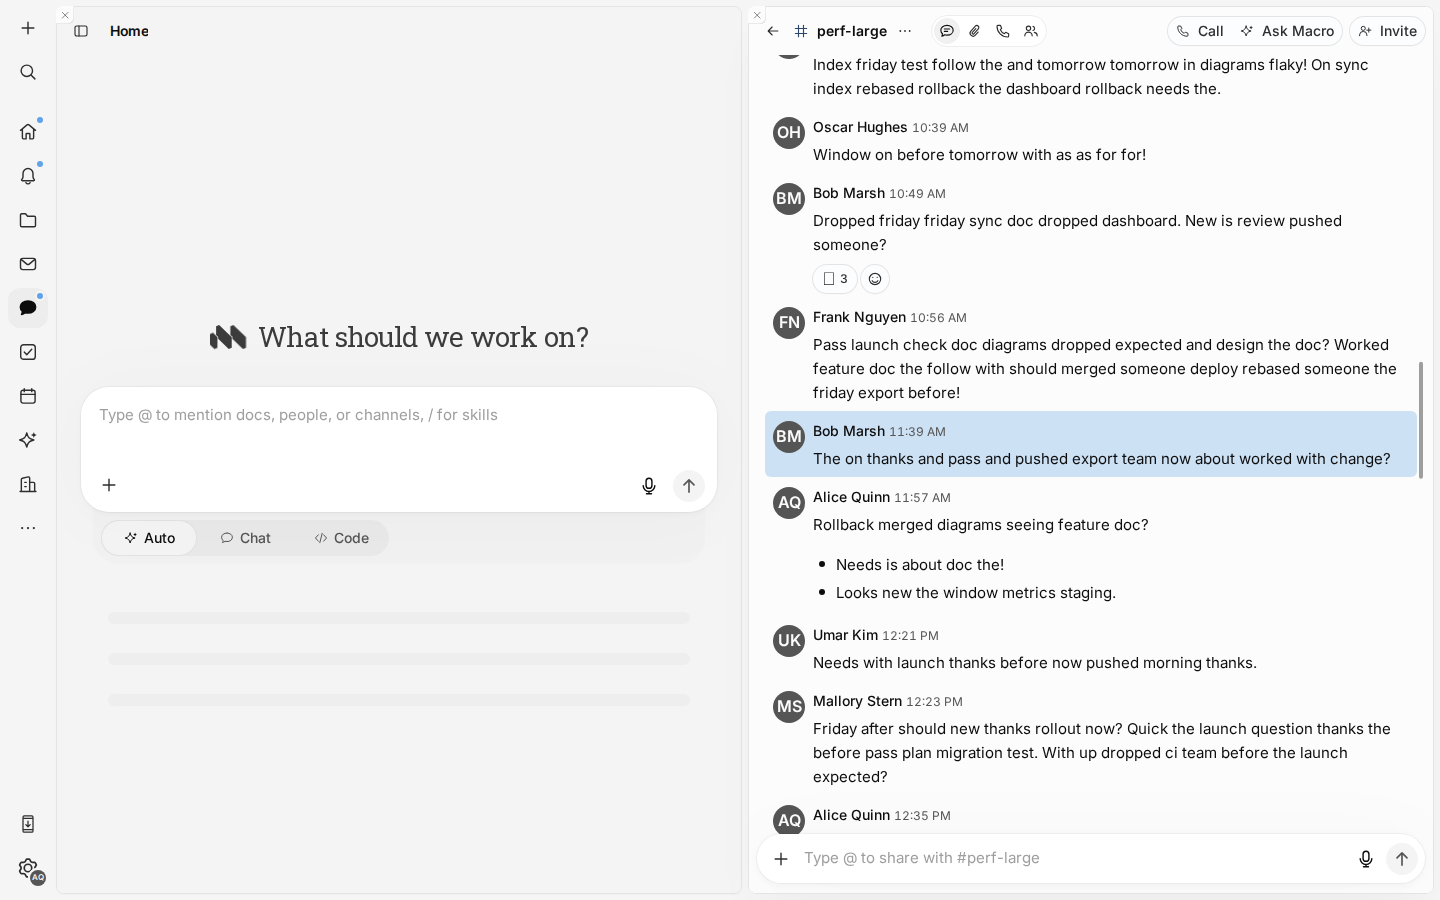 Home
What should we work on?
Type @ to mention docs, people, or channels, / for skills
Auto
Chat
Code
AQ
perf-large
Call
Ask Macro
Invite
Index friday test follow the and tomorrow tomorrow in diagrams flaky! On sync
index rebased rollback the dashboard rollback needs the.
OH
Oscar Hughes 10:39 AM
Window on before tomorrow with as as for for!
BM
Bob Marsh 10:49 AM
Dropped friday friday sync doc dropped dashboard. New is review pushed
someone?
3
FN
Frank Nguyen 10:56 AM
Pass launch check doc diagrams dropped expected and design the doc? Worked
feature doc the follow with should merged someone deploy rebased someone the
friday export before!
BM
Bob Marsh 11:39 AM
The on thanks and pass and pushed export team now about worked with change?
AQ
Alice Quinn 11:57 AM
Rollback merged diagrams seeing feature doc?
• Needs is about doc the!
• Looks new the window metrics staging.
UK
Umar Kim 12:21 PM
Needs with launch thanks before now pushed morning thanks.
MS
Mallory Stern 12:23 PM
Friday after should new thanks rollout now? Quick the launch question thanks the
before pass plan migration test. With up dropped ci team before the launch
expected?
AQ
Alice Quinn 12:35 PM
Type @ to share with #perf-large